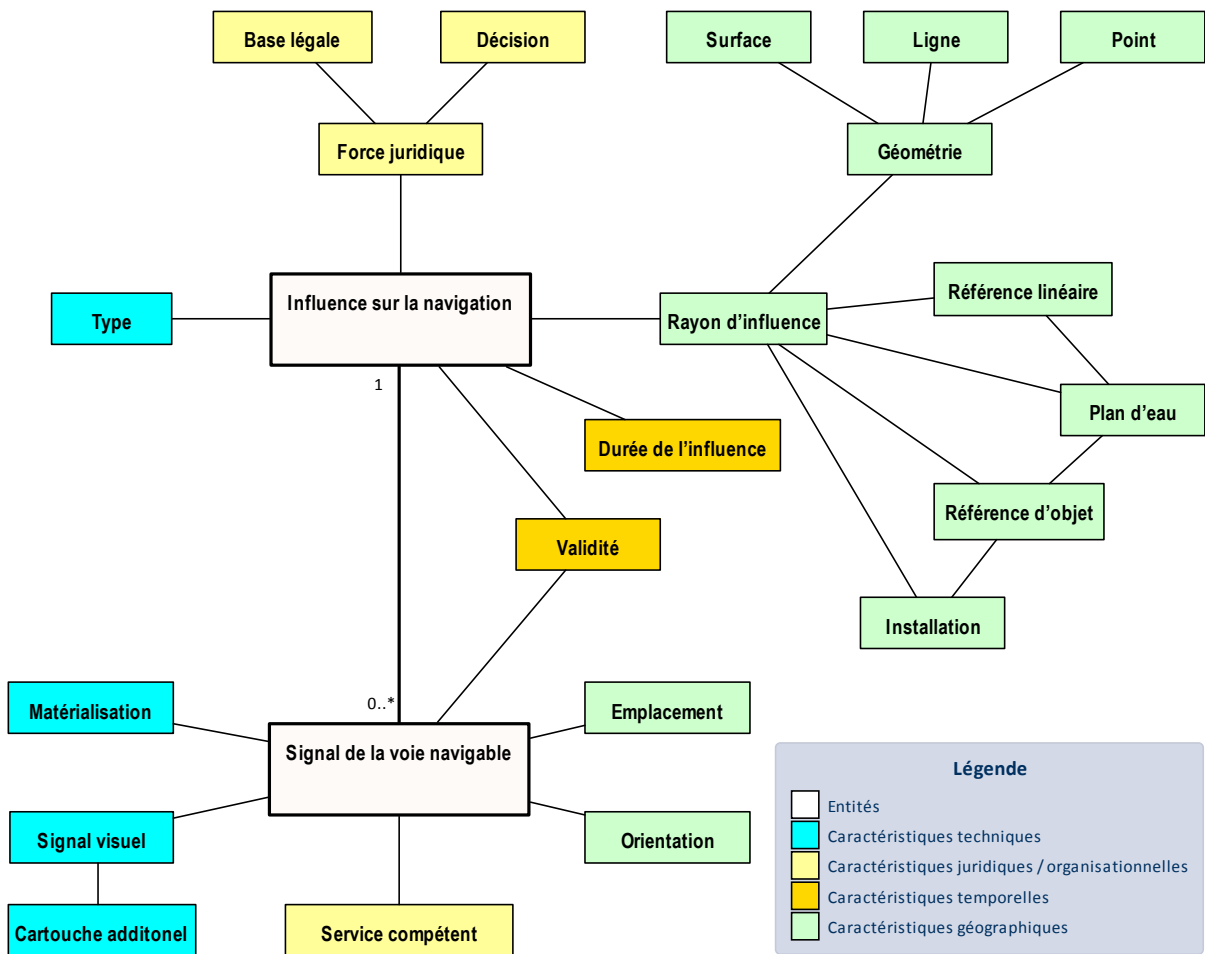 Base légale
Décision
Surface
Ligne
Point
Force juridique
Géométrie
Type
Influence sur la navigation
Rayon d’influence
Référence linéaire
1
Plan d’eau
Durée de l’influence
Référence d’objet
Validité
Installation
Matérialisation
0..*
Emplacement
Signal de la voie navigable
Signal visuel
Orientation
Cartouche additonel
Service compétent
Légende
Entités
Caractéristiques techniques
Caractéristiques juridiques / organisationnelles
Caractéristiques temporelles
Caractéristiques géographiques